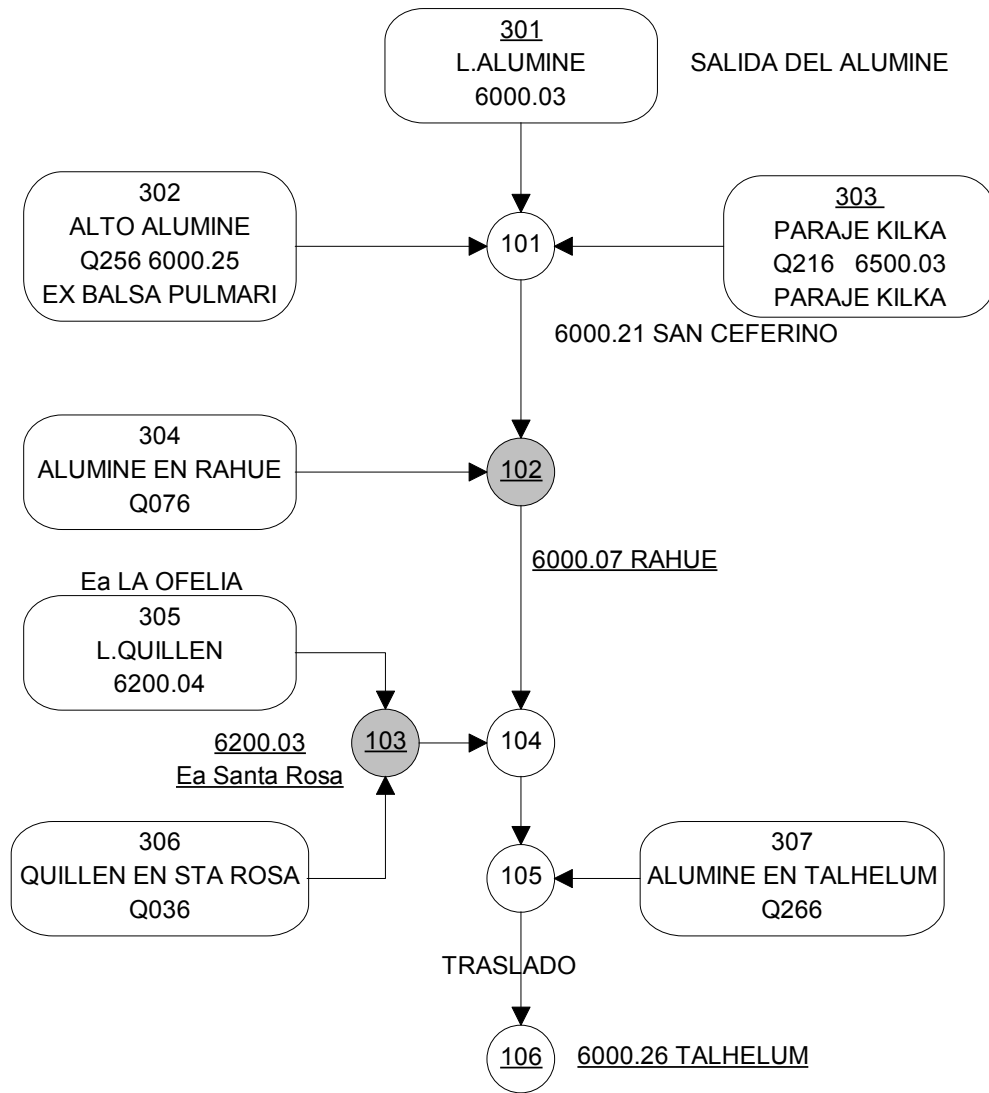 301
L.ALUMINE
6000.03
SALIDA DEL ALUMINE
302
ALTO ALUMINE
Q256 6000.25
EX BALSA PULMARI
101
303
PARAJE KILKA
Q216 6500.03
PARAJE KILKA
6000.21 SAN CEFERINO
304
ALUMINE EN RAHUE
Q076
102
6000.07 RAHUE
Ea LA OFELIA
305
L.QUILLEN
6200.04
6200.03
Ea Santa Rosa
103
104
306
QUILLEN EN STA ROSA
Q036
105
307
ALUMINE EN TALHELUM
Q266
TRASLADO
106
6000.26 TALHELUM